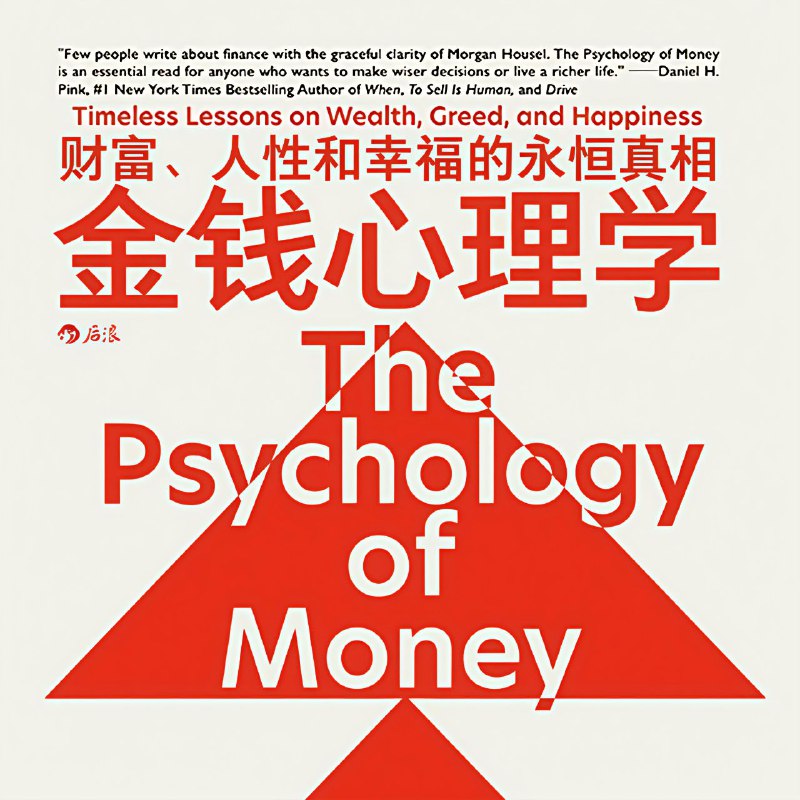 "Few people write about finance with the graceful clarity of Morgan Housel. The Psychology of Money
is an essential read for anyone who wants to make wiser decisions or live a richer life." ——Daniel H.
Pink, #1 New York Times Bestselling Author of When, To Sell Is Human, and Drive
Timeless Lessons on Wealth, Greed, and Happiness
财富、人性和幸福的永恒真相
金钱心理学
后浪
The
Psychology
of
Money